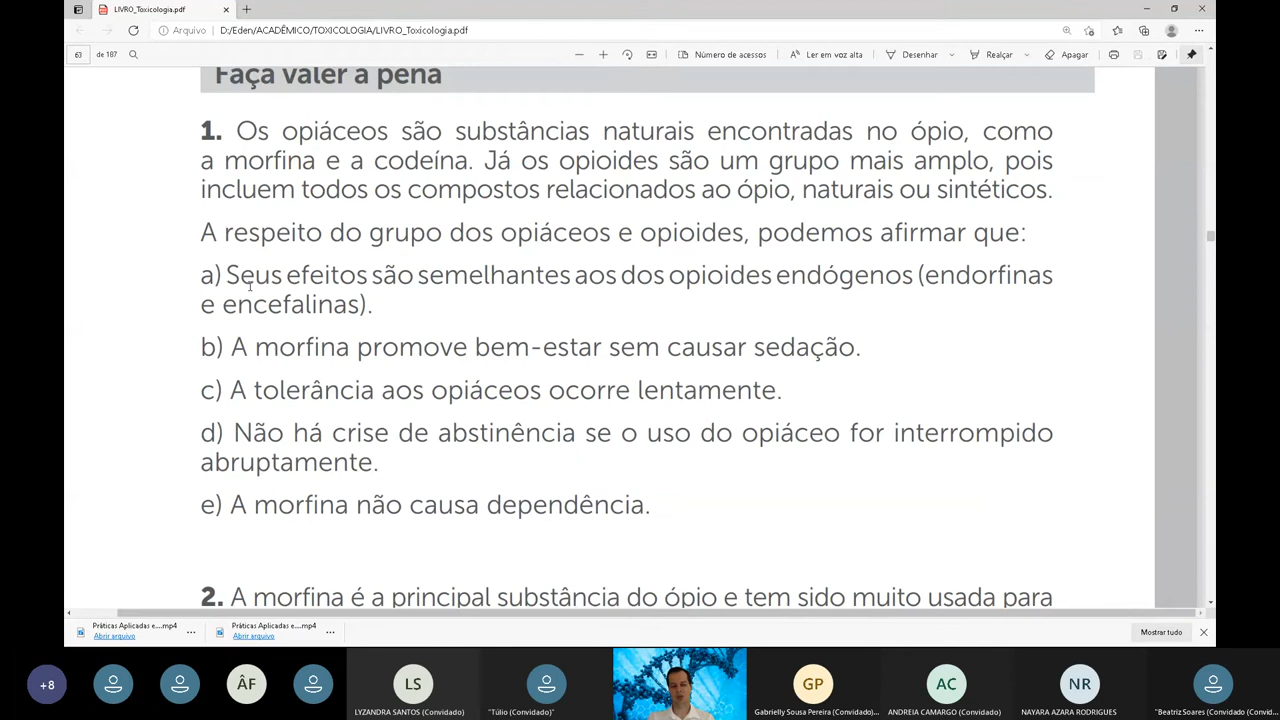 LIVRO_Toxicologia.pdf
Arquivo
D:/Eden/ACADÊMICO/TOXICOLOGIA/LIVRO_Toxicologia.pdf
63 de 187
Número de acessos
Ler em voz alta
Desenhar
Realçar
Apagar
Faça valer a pena
1. Os opiáceos são substâncias naturais encontradas no ópio, como
a morfina e a codeína. Já os opioides são um grupo mais amplo, pois
incluem todos os compostos relacionados ao ópio, naturais ou sintéticos.
A respeito do grupo dos opiáceos e opioides, podemos afirmar que:
a) Seus efeitos são semelhantes aos dos opioides endógenos (endorfinas
e encefalinas).
b) A morfina promove bem-estar sem causar sedação.
c) A tolerância aos opiáceos ocorre lentamente.
d) Não há crise de abstinência se o uso do opiáceo for interrompido
abruptamente.
e) A morfina não causa dependência.
2. A morfina é a principal substância do ópio e tem sido muito usada para
Práticas Aplicadas e....mp4
Abrir arquivo
Práticas Aplicadas e....mp4
Abrir arquivo
Mostrar tudo
+8
ÂF
LS
GP
AC
NR
LYZANDRA SANTOS (Convidado)
"Túlio (Convidado)"
Gabrielly Sousa Pereira (Convidado)...
ANDREIA CAMARGO (Convidado)
NAYARA AZARA RODRIGUES
"Beatriz Soares (Convidado) (Convid...